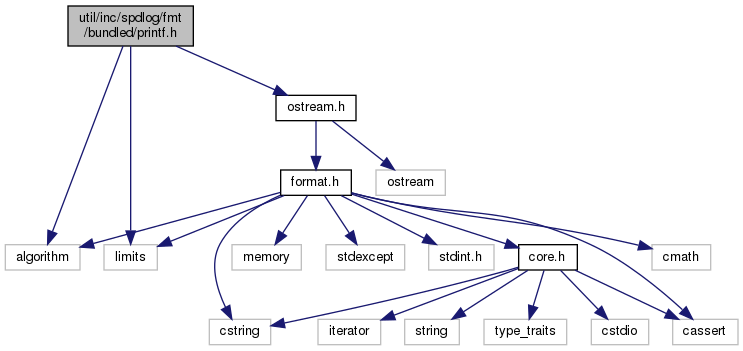 util/inc/spdlog/fmt
/bundled/printf.h
ostream.h
format.h
ostream
algorithm
limits
memory
stdexcept
stdint.h
core.h
cmath
cstring
iterator
string
type_traits
cstdio
cassert